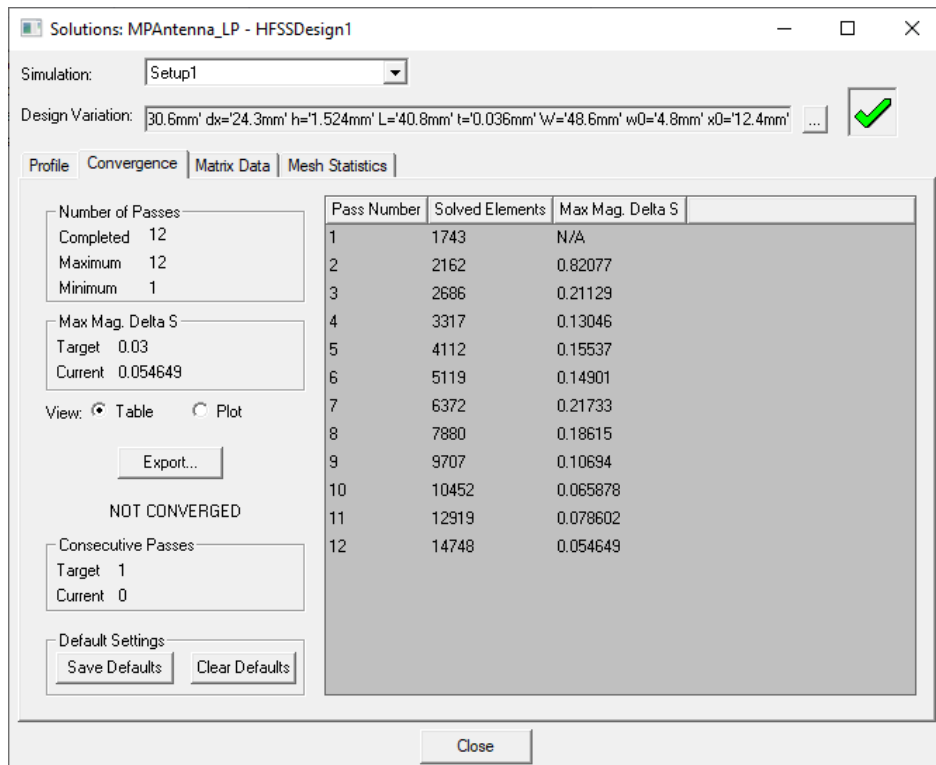 Solutions: MPAntenna_LP - HFSSDesign1
Simulation: Setup1
Design Variation: 30.6mm' dx='24.3mm' h='1.524mm' L='40.8mm' t='0.036mm' W='48.6mm' w0='4.8mm' x0='12.4mm' ...
Profile Convergence Matrix Data Mesh Statistics
Number of Passes
Completed 12
Maximum 12
Minimum 1
Max Mag. Delta S
Target 0.03
Current 0.054649
View: Table Plot
Export...
NOT CONVERGED
Consecutive Passes
Target 1
Current 0
Default Settings
Save Defaults Clear Defaults
Pass Number Solved Elements Max Mag. Delta S
1 1743 N/A
2 2162 0.82077
3 2686 0.21129
4 3317 0.13046
5 4112 0.15537
6 5119 0.14901
7 6372 0.21733
8 7880 0.18615
9 9707 0.10694
10 10452 0.065878
11 12919 0.078602
12 14748 0.054649
Close